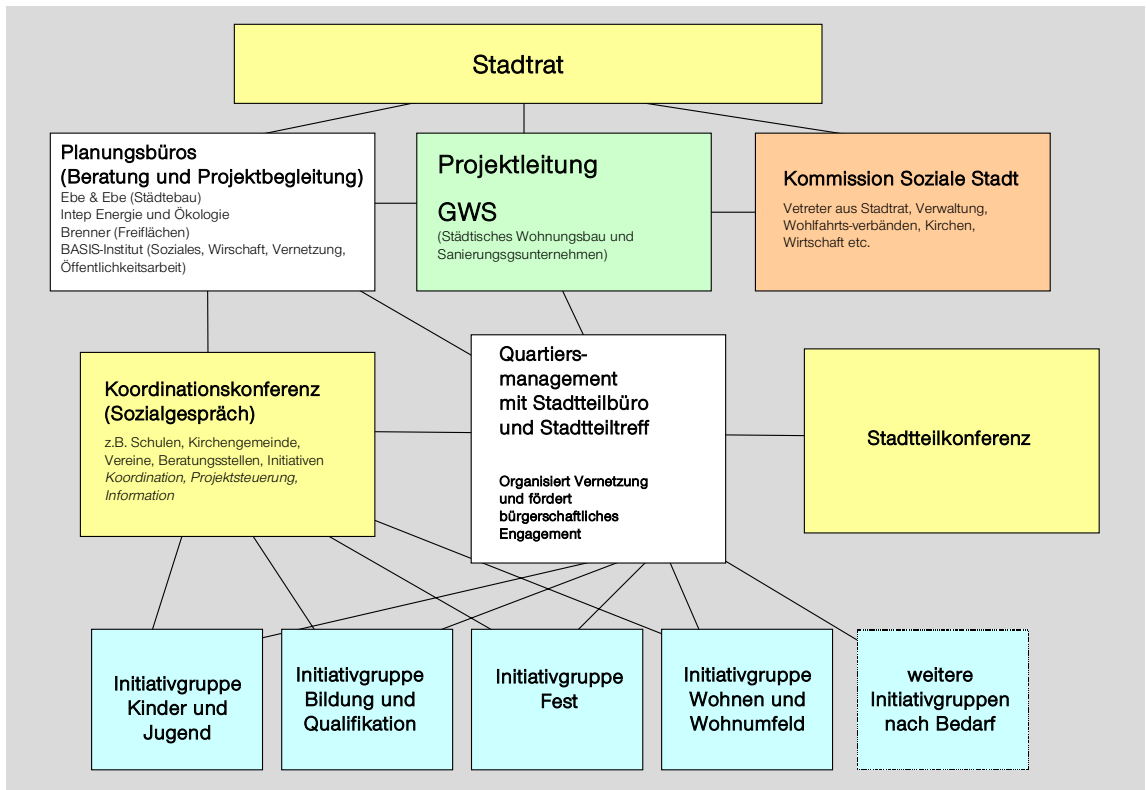 Stadtrat
Planungsbüros
(Beratung und Projektbegleitung)
Ebe & Ebe (Städtebau)
Intep Energie und Ökologie
Brenner (Freiflächen)
BASIS-Institut (Soziales, Wirschaft, Vernetzung,
Öffentlichkeitsarbeit)
Projektleitung
GWS
(Städtisches Wohnungsbau und
Sanierungsgsunternehmen)
Kommission Soziale Stadt
Vetreter aus Stadtrat, Verwaltung,
Wohlfahrts-verbänden, Kirchen,
Wirtschaft etc.
Koordinationskonferenz
(Sozialgespräch)
z.B. Schulen, Kirchengemeinde,
Vereine, Beratungsstellen, Initiativen
Koordination, Projektsteuerung,
Information
Quartiers-
management
mit Stadtteilbüro
und Stadtteiltreff
Organisiert Vernetzung
und fördert
bürgerschaftliches
Engagement
Stadtteilkonferenz
Initiativgruppe
Kinder und
Jugend
Initiativgruppe
Bildung und
Qualifikation
Initiativgruppe
Fest
Initiativgruppe
Wohnen und
Wohnumfeld
weitere
Initiativgruppen
nach Bedarf